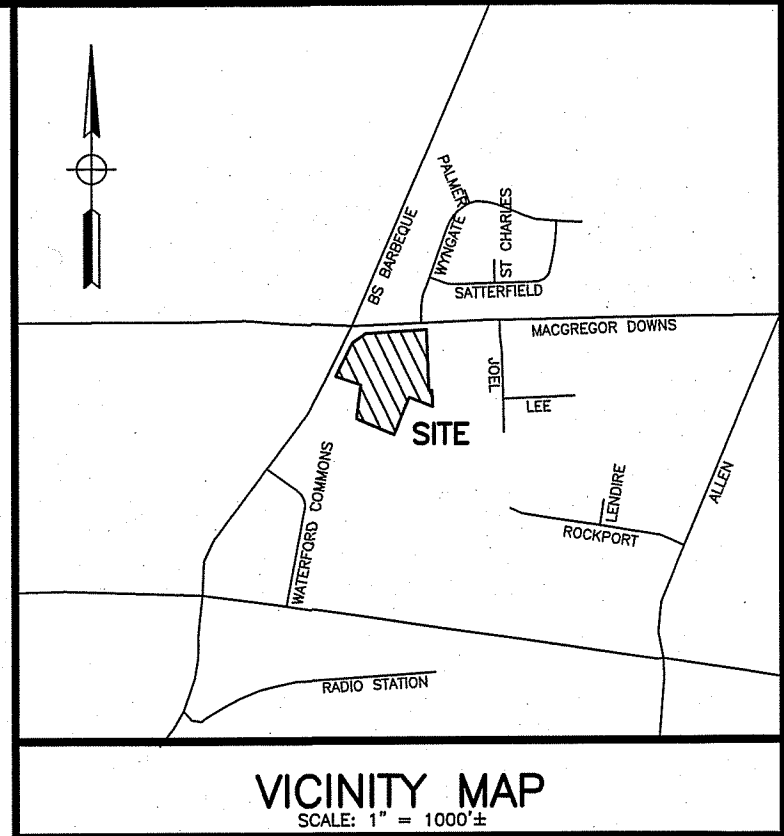 PALMER
BS BARBEQUE
WYNGATE
ST CHARLES
SATTERFIELD
MACGREGOR DOWNS
JOEL
LEE
SITE
WATERFORD COMMONS
LENDIRE
ALLEN
ROCKPORT
RADIO STATION
VICINITY MAP
SCALE: 1" = 1000'±